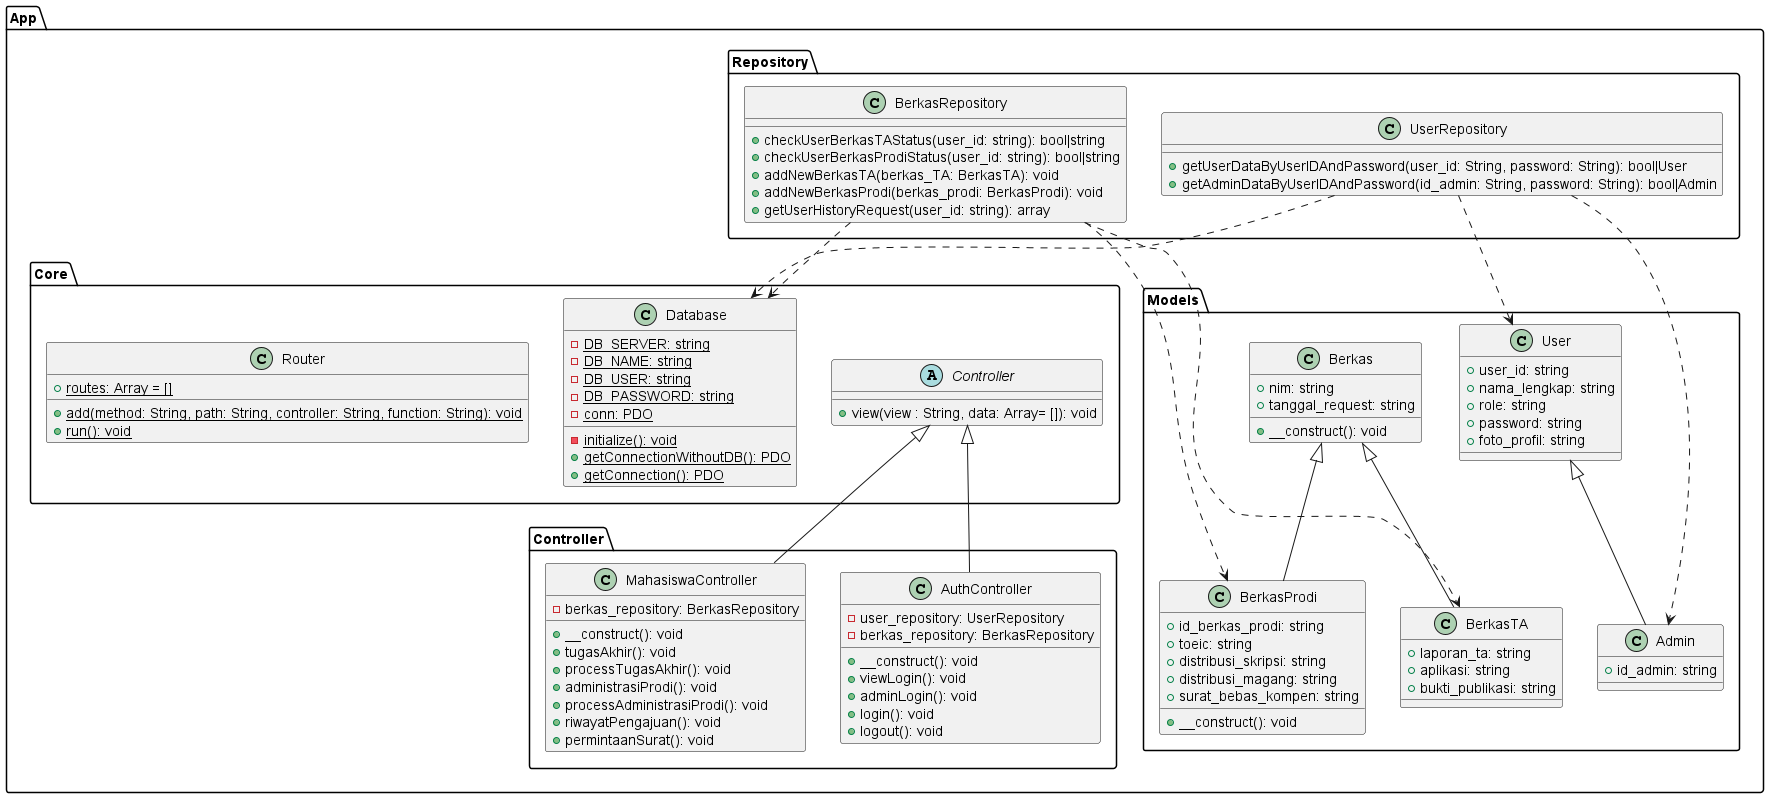 App
Repository
C BerkasRepository
checkUserBerkasTAStatus(user_id: string): bool|string
checkUserBerkasProdiStatus(user_id: string): bool|string
addNewBerkasTA(berkas_TA: BerkasTA): void
addNewBerkasProdi(berkas_prodi: BerkasProdi): void
getUserHistoryRequest(user_id: string): array
C UserRepository
getUserDataByUserIDAndPassword(user_id: String, password: String): bool|User
getAdminDataByUserIDAndPassword(id_admin: String, password: String): bool|Admin
Core
C Router
routes: Array = []
add(method: String, path: String, controller: String, function: String): void
run(): void
C Database
DB_SERVER: string
DB_NAME: string
DB_USER: string
DB_PASSWORD: string
conn: PDO
initialize(): void
getConnectionWithoutDB(): PDO
getConnection(): PDO
A Controller
view(view : String, data: Array= []): void
Models
C Berkas
nim: string
tanggal_request: string
__construct(): void
C User
user_id: string
nama_lengkap: string
role: string
password: string
foto_profil: string
C BerkasProdi
id_berkas_prodi: string
toeic: string
distribusi_skripsi: string
distribusi_magang: string
surat_bebas_kompen: string
__construct(): void
C BerkasTA
laporan_ta: string
aplikasi: string
bukti_publikasi: string
C Admin
id_admin: string
Controller
C MahasiswaController
berkas_repository: BerkasRepository
__construct(): void
tugasAkhir(): void
processTugasAkhir(): void
administrasiProdi(): void
processAdministrasiProdi(): void
riwayatPengajuan(): void
permintaanSurat(): void
C AuthController
user_repository: UserRepository
berkas_repository: BerkasRepository
__construct(): void
viewLogin(): void
adminLogin(): void
login(): void
logout(): void